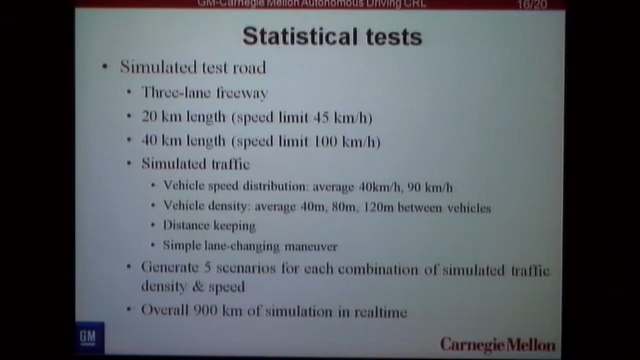 GM-Carnegie Mellon Autonomous Driving CRL
16/20
Statistical tests
• Simulated test road
• Three-lane freeway
• 20 km length (speed limit 45 km/h)
• 40 km length (speed limit 100 km/h)
• Simulated traffic
• Vehicle speed distribution: average 40km/h, 90 km/h
• Vehicle density: average 40m, 80m, 120m between vehicles
• Distance keeping
• Simple lane-changing maneuver
• Generate 5 scenarios for each combination of simulated traffic
density & speed
• Overall 900 km of simulation in realtime
GM
Carnegie Mellon